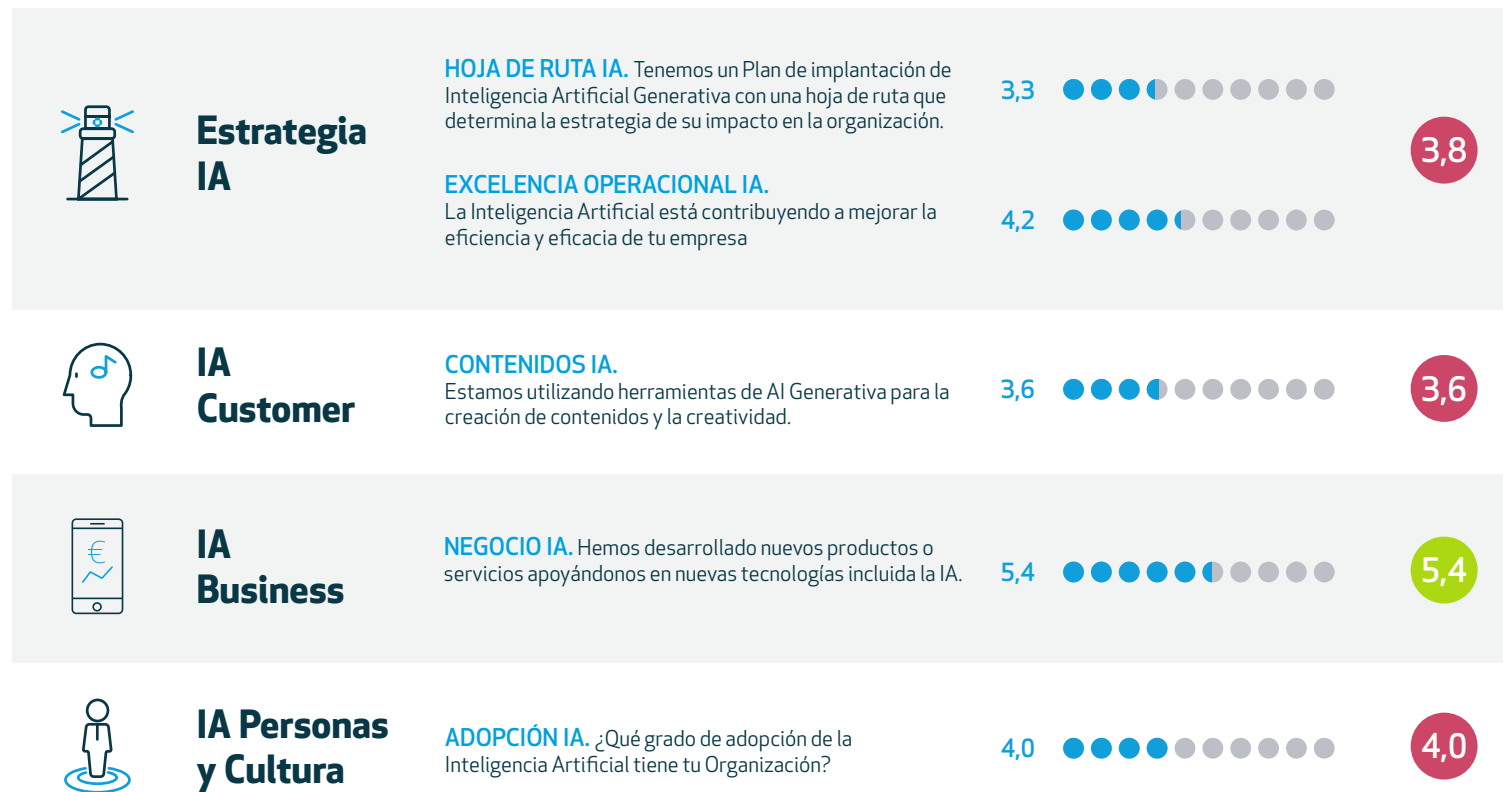 Estrategia
IA
HOJA DE RUTA IA. Tenemos un Plan de implantación de
Inteligencia Artificial Generativa con una hoja de ruta que
determina la estrategia de su impacto en la organización.
3,3
EXCELENCIA OPERACIONAL IA.
La Inteligencia Artificial está contribuyendo a mejorar la
eficiencia y eficacia de tu empresa
4,2
3,8
IA
Customer
CONTENIDOS IA.
Estamos utilizando herramientas de AI Generativa para la
creación de contenidos y la creatividad.
3,6
3,6
IA
Business
€
NEGOCIO IA. Hemos desarrollado nuevos productos o
servicios apoyándonos en nuevas tecnologías incluida la IA.
5,4
5,4
IA Personas
y Cultura
ADOPCIÓN IA. ¿Qué grado de adopción de la
Inteligencia Artificial tiene tu Organización?
4,0
4,0